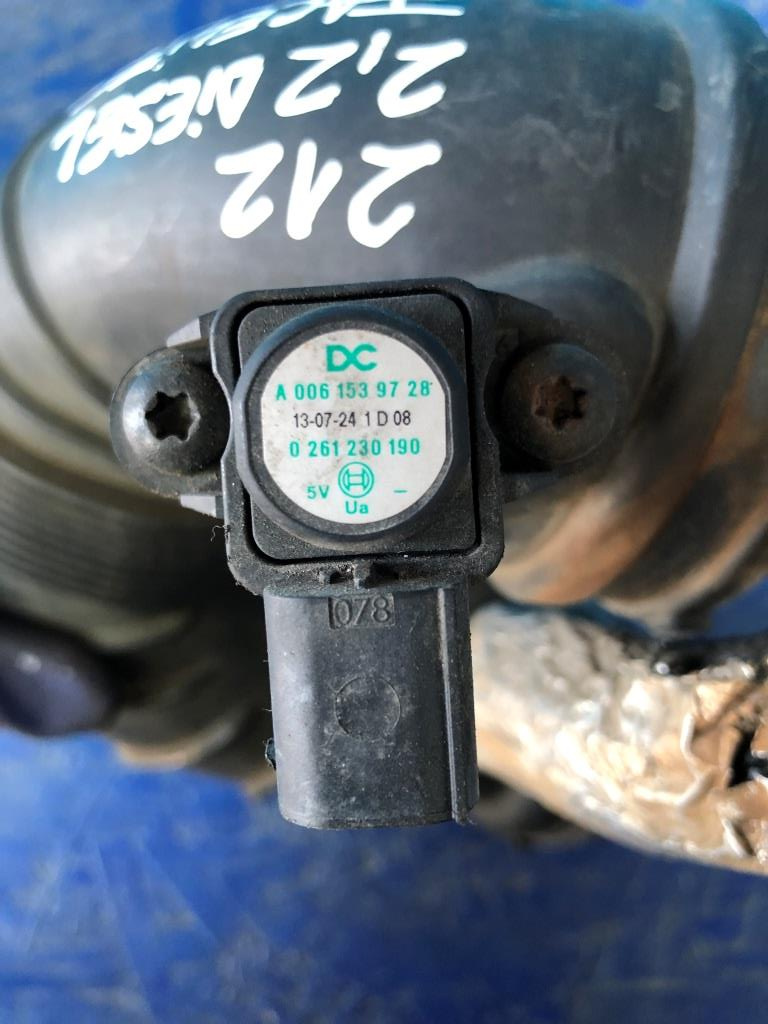 FACELIFT
2,2 DiESEL
212
DC
A 006 153 97 28
13-07-24 1 D 08
0 261 230 190
5V –
Ua
078